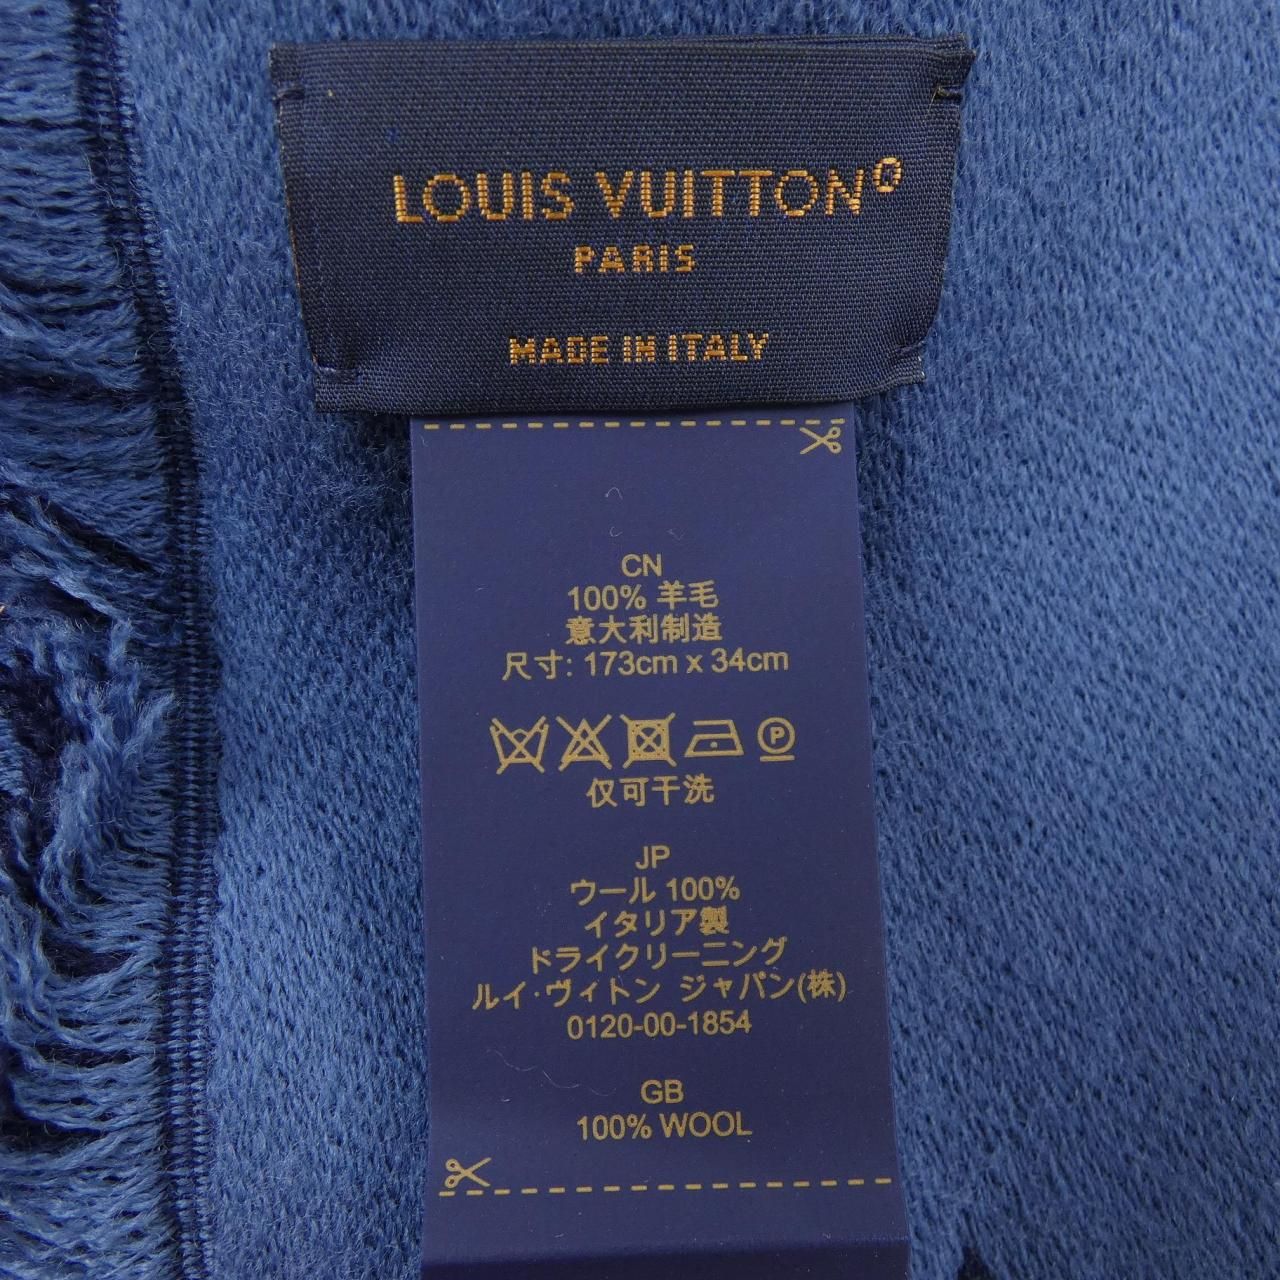 LOUIS VUITTON®
PARIS
MADE IN ITALY
CN
100% 羊毛
意大利制造
尺寸: 173cm x 34cm
P
仅可干洗
JP
ウール 100%
イタリア製
ドライクリーニング
ルイ·ヴィトン ジャパン(株)
0120-00-1854
GB
100% WOOL